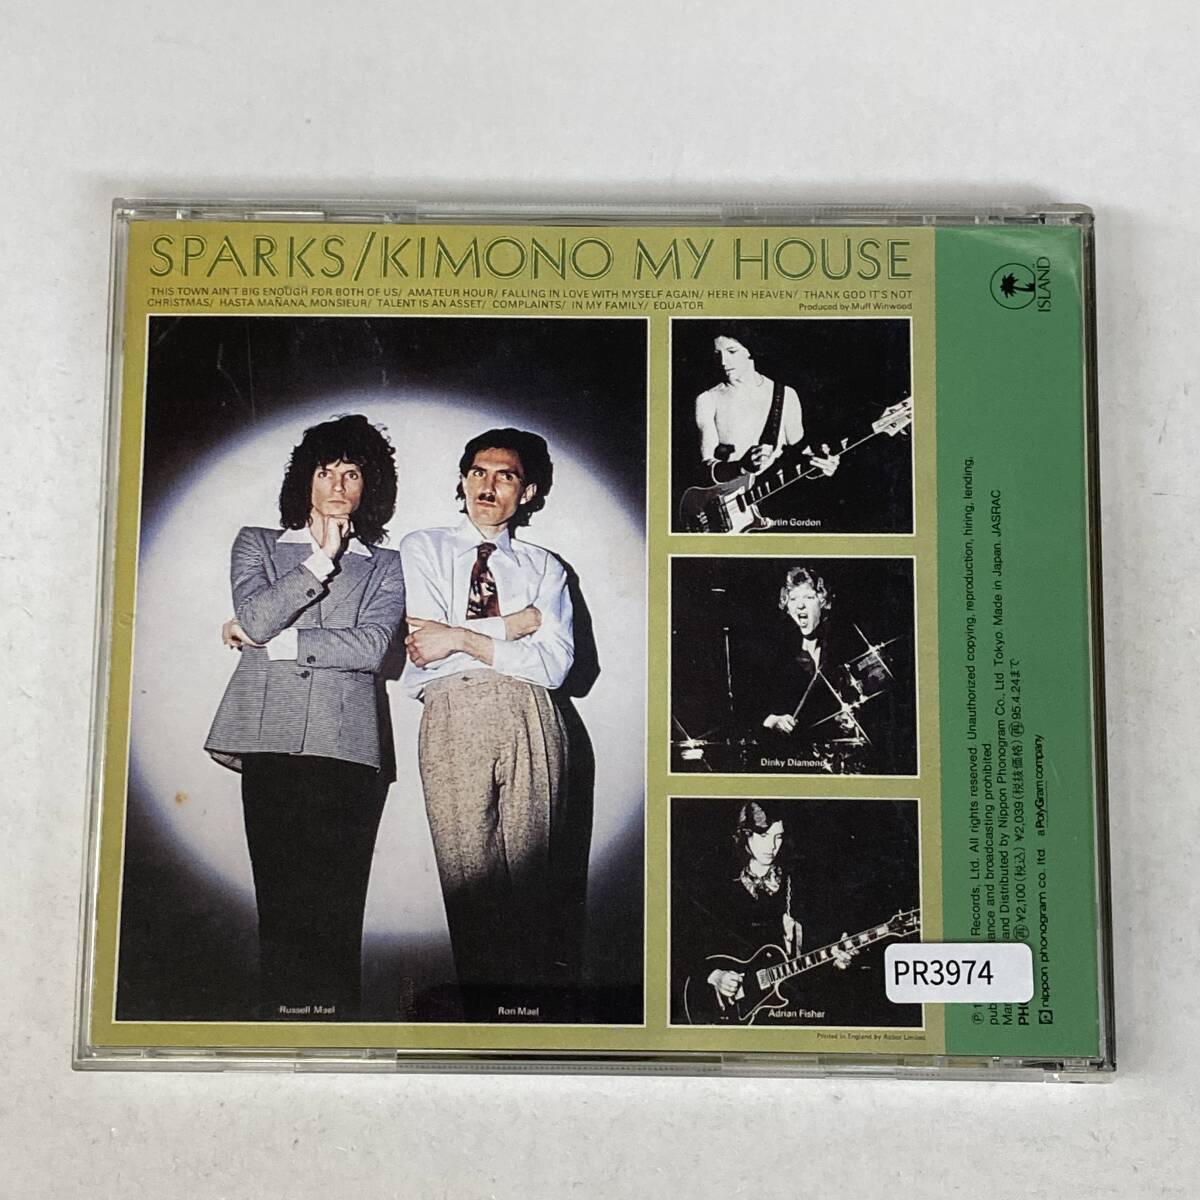 SPARKS/KIMONO MY HOUSE
THIS TOWN AIN'T BIG ENOUGH FOR BOTH OF US/ AMATEUR HOUR/ FALLING IN LOVE WITH MYSELF AGAIN/ HERE IN HEAVEN/ THANK GOD IT'S NOT
CHRISTMAS/ HASTA MAÑANA, MONSIEUR/ TALENT IS AN ASSET/ COMPLAINTS/ IN MY FAMILY/ EQUATOR
Produced by Muff Winwood
Martin Gordon
Dinky Diamond
Adrian Fisher
Russell Mael
Ron Mael
Printed in England by Robor Limited
ISLAND
Records, Ltd. All rights reserved. Unauthorized copying, reproduction, hiring, lending,
ance and broadcasting prohibited
and Distributed by Nippon Phonogram Co., Ltd. Tokyo. Made in Japan. JASRAC
PH 再¥2,100(税込)¥2,039(税抜価格)再95.4.24まで
nippon phonogram co. ltd. a PolyGram company
PR3974